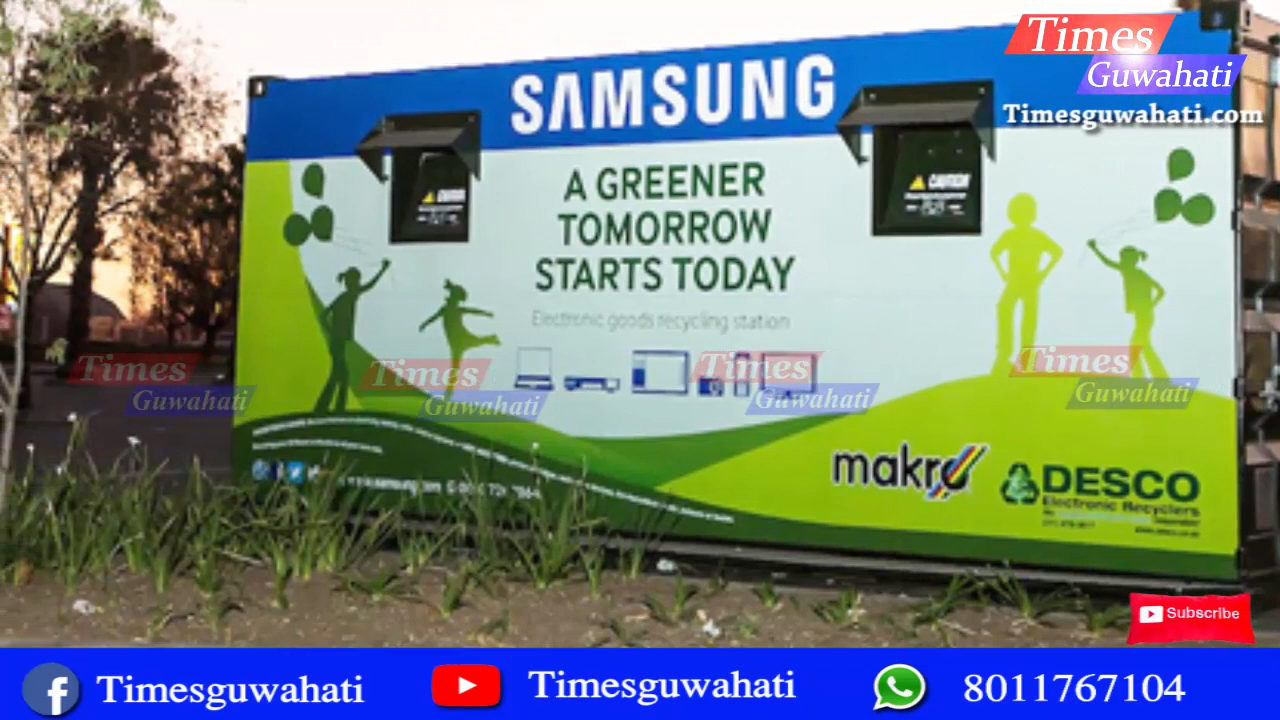 Times
Guwahati
Timesguwahati.com
SAMSUNG
CAUTION
CAUTION
A GREENER
TOMORROW
STARTS TODAY
Electronic goods recycling station
Times
Guwahati
Times
Guwahati
Times
Guwahati
Times
Guwahati
makro
DESCO
Electronic Recyclers
Subscribe
Timesguwahati
Timesguwahati
8011767104